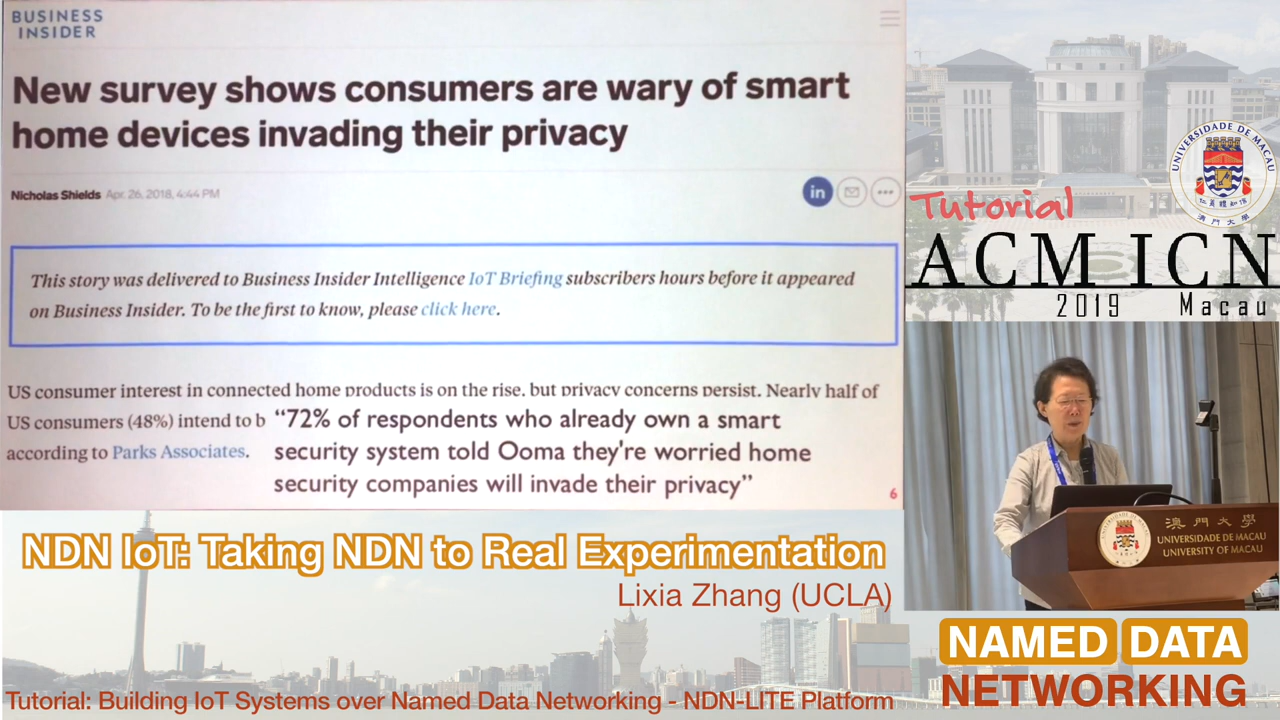 BUSINESS
INSIDER
New survey shows consumers are wary of smart
home devices invading their privacy
Nicholas Shields Apr. 26, 2018, 4:44 PM
in
This story was delivered to Business Insider Intelligence IoT Briefing subscribers hours before it appeared
on Business Insider. To be the first to know, please click here.
US consumer interest in connected home products is on the rise, but privacy concerns persist. Nearly half of
US consumers (48%) intend to b
according to Parks Associates.
“72% of respondents who already own a smart
security system told Ooma they're worried home
security companies will invade their privacy”
6
UNIVERSIDADE DE MACAU
澳門大學
Tutorial
ACM ICN
2019 Macau
澳門大學
UNIVERSIDADE DE MACAU
UNIVERSITY OF MACAU
NDN IoT: Taking NDN to Real Experimentation
Lixia Zhang (UCLA)
Tutorial: Building IoT Systems over Named Data Networking - NDN-LITE Platform
NAMED DATA
NETWORKING